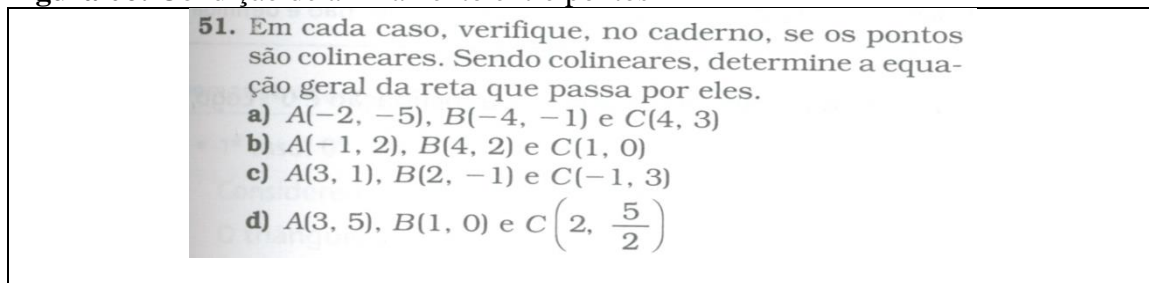 51. Em cada caso, verifique, no caderno, se os pontos
são colineares. Sendo colineares, determine a equa-
ção geral da reta que passa por eles.
a) A(−2, −5), B(−4, −1) e C(4, 3)
b) A(−1, 2), B(4, 2) e C(1, 0)
c) A(3, 1), B(2, −1) e C(−1, 3)
d) A(3, 5), B(1, 0) e C(2, 5/2)